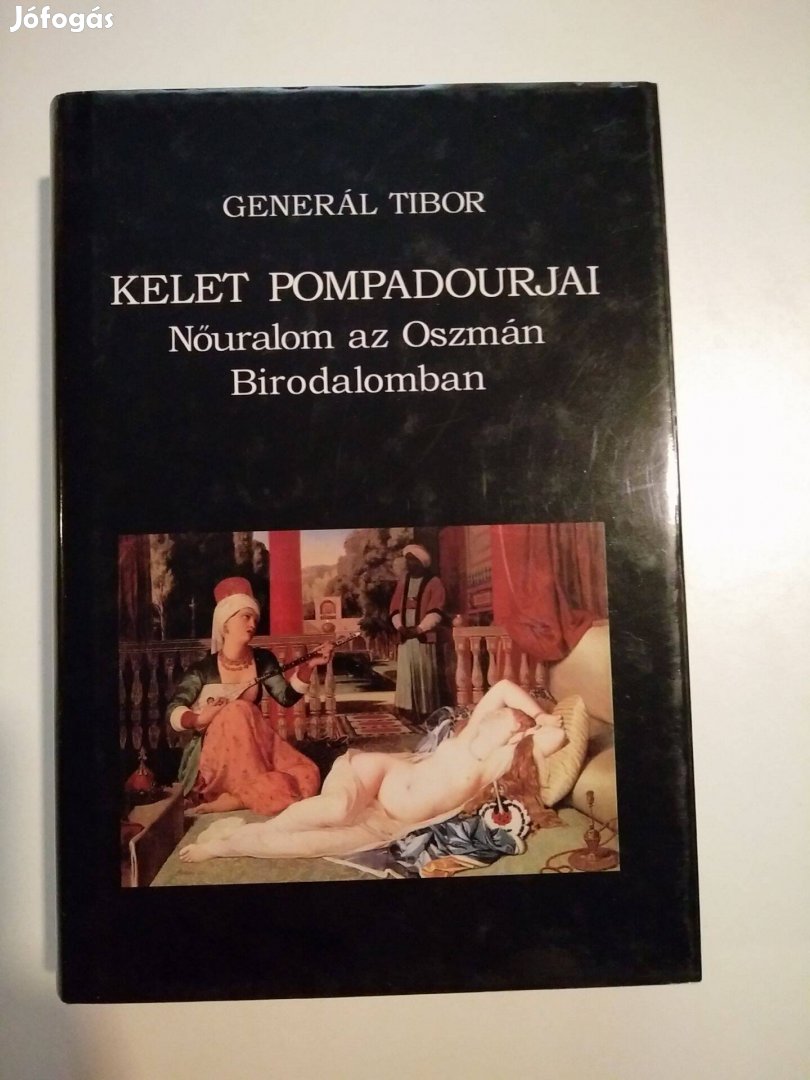 Jófogás
GENERÁL TIBOR
KELET POMPADOURJAI
Nőuralom az Oszmán
Birodalomban